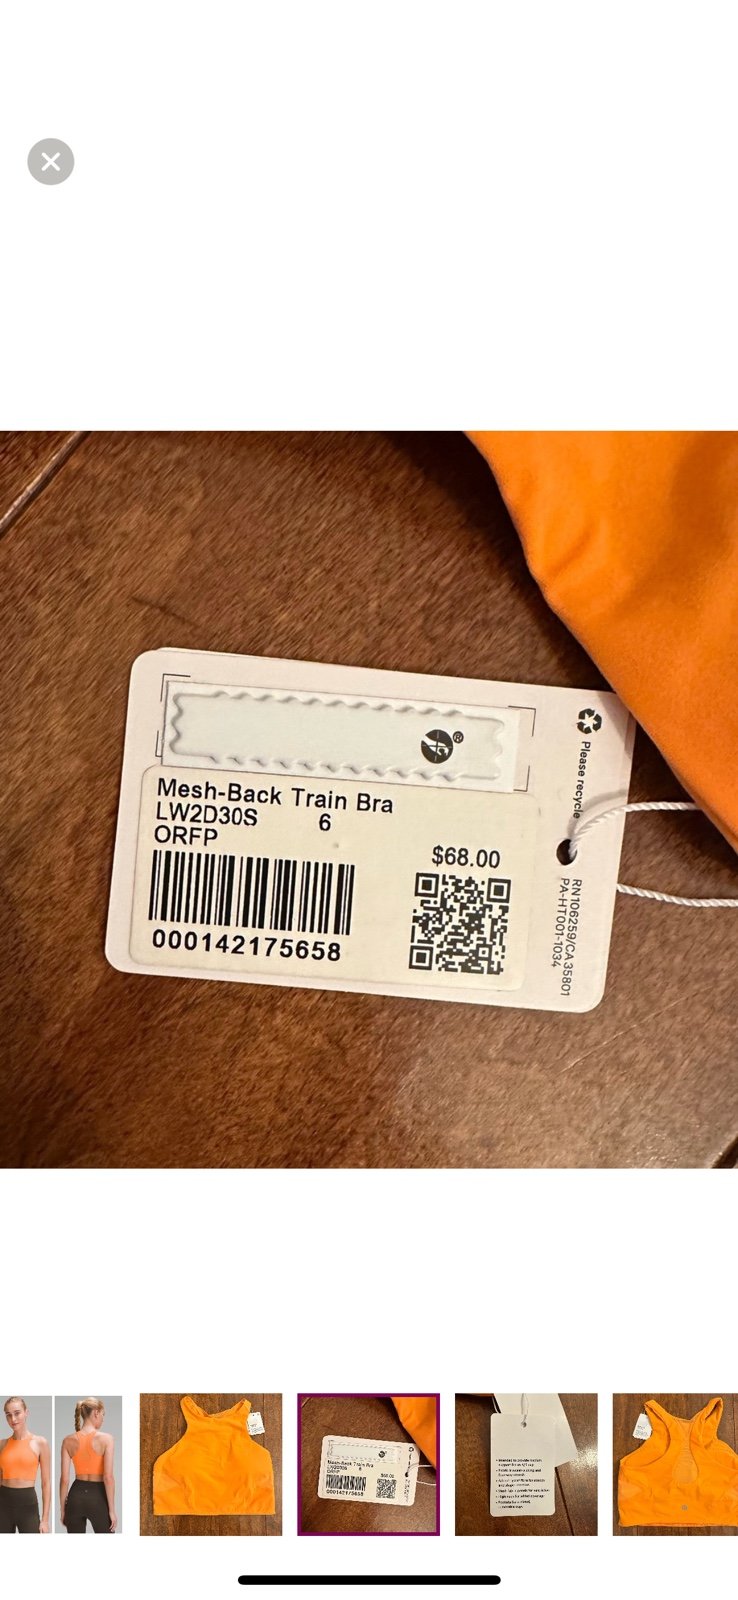 ®
Mesh-Back Train Bra
LW2D30S 6
ORFP
$68.00
000142175658
Please recycle
RN106259/CA35801
PA-HT001-1034